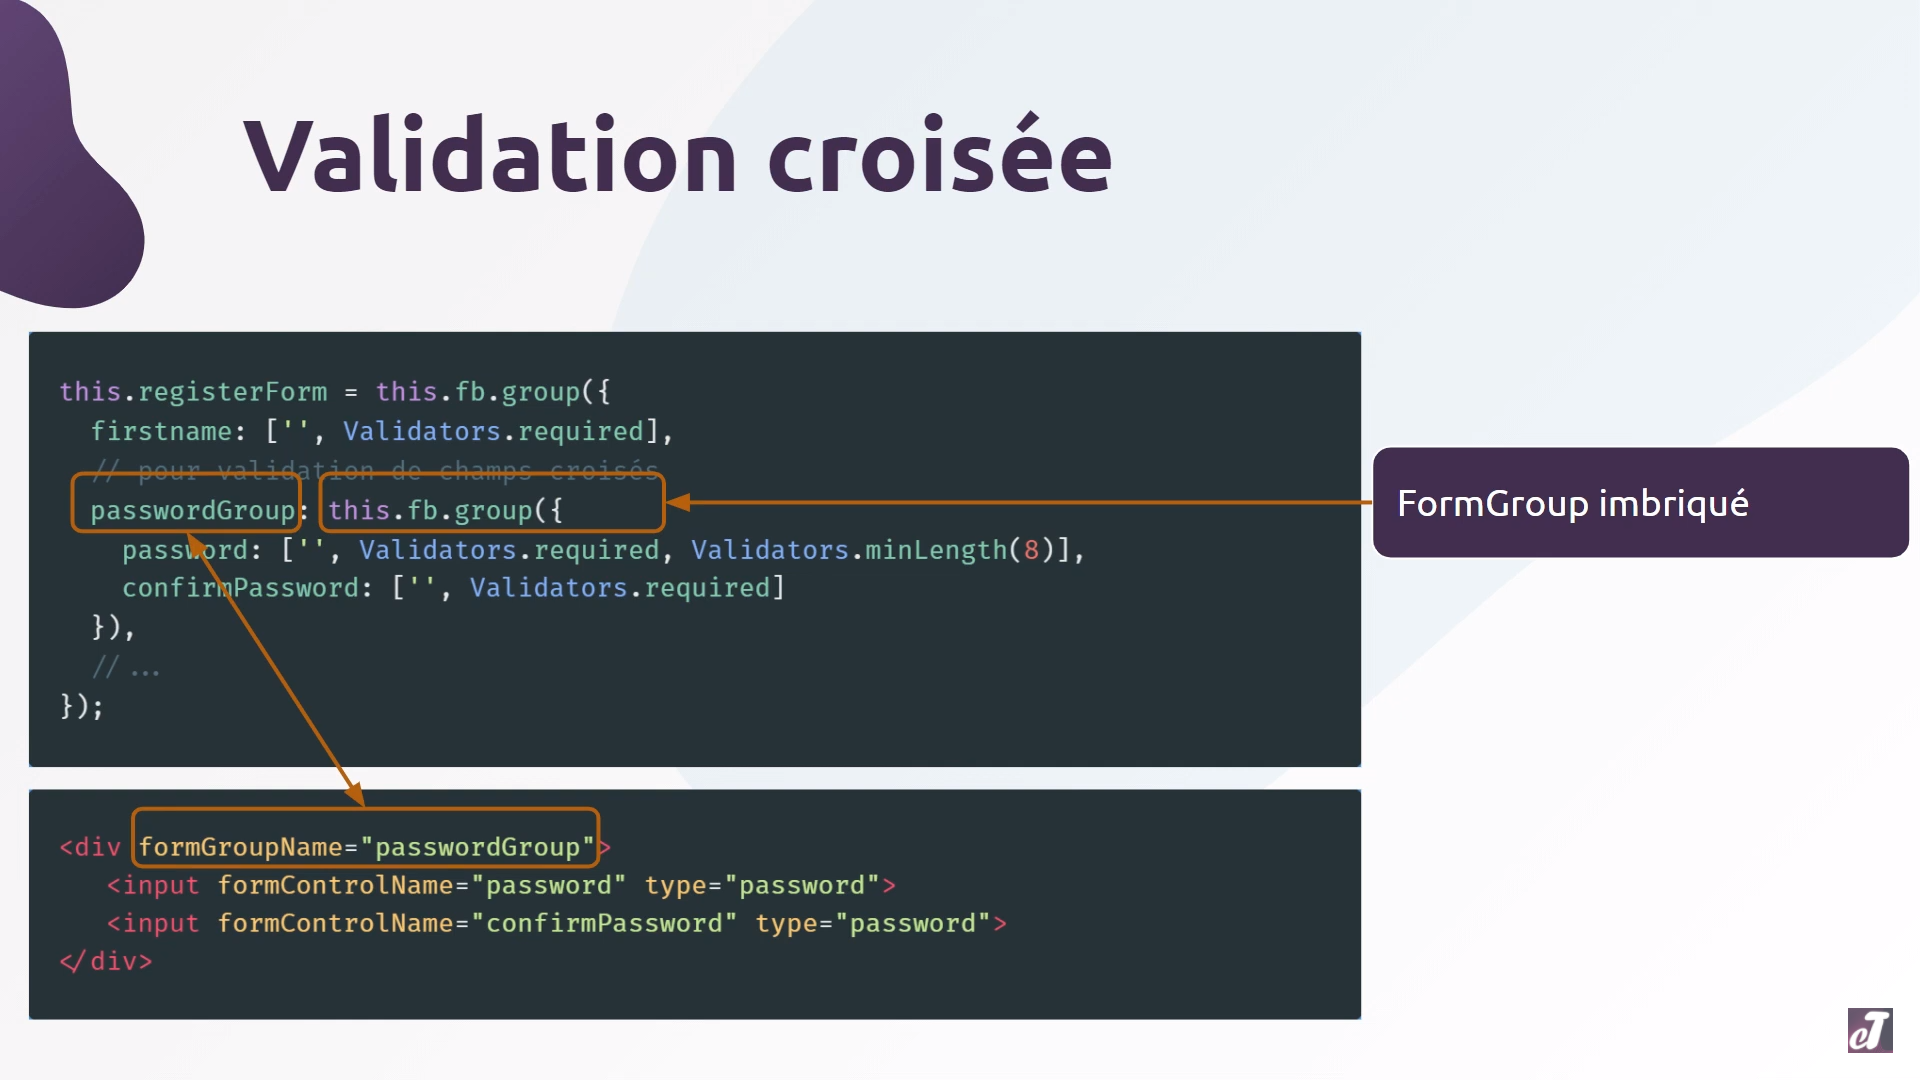 Validation croisée
this.registerForm = this.fb.group({
  firstname: ['', Validators.required],
  // pour validation de champs croisés
  passwordGroup: this.fb.group({
    password: ['', Validators.required, Validators.minLength(8)],
    confirmPassword: ['', Validators.required]
  }),
  // ...
});
FormGroup imbriqué
<div formGroupName="passwordGroup">
   <input formControlName="password" type="password">
   <input formControlName="confirmPassword" type="password">
</div>
eT